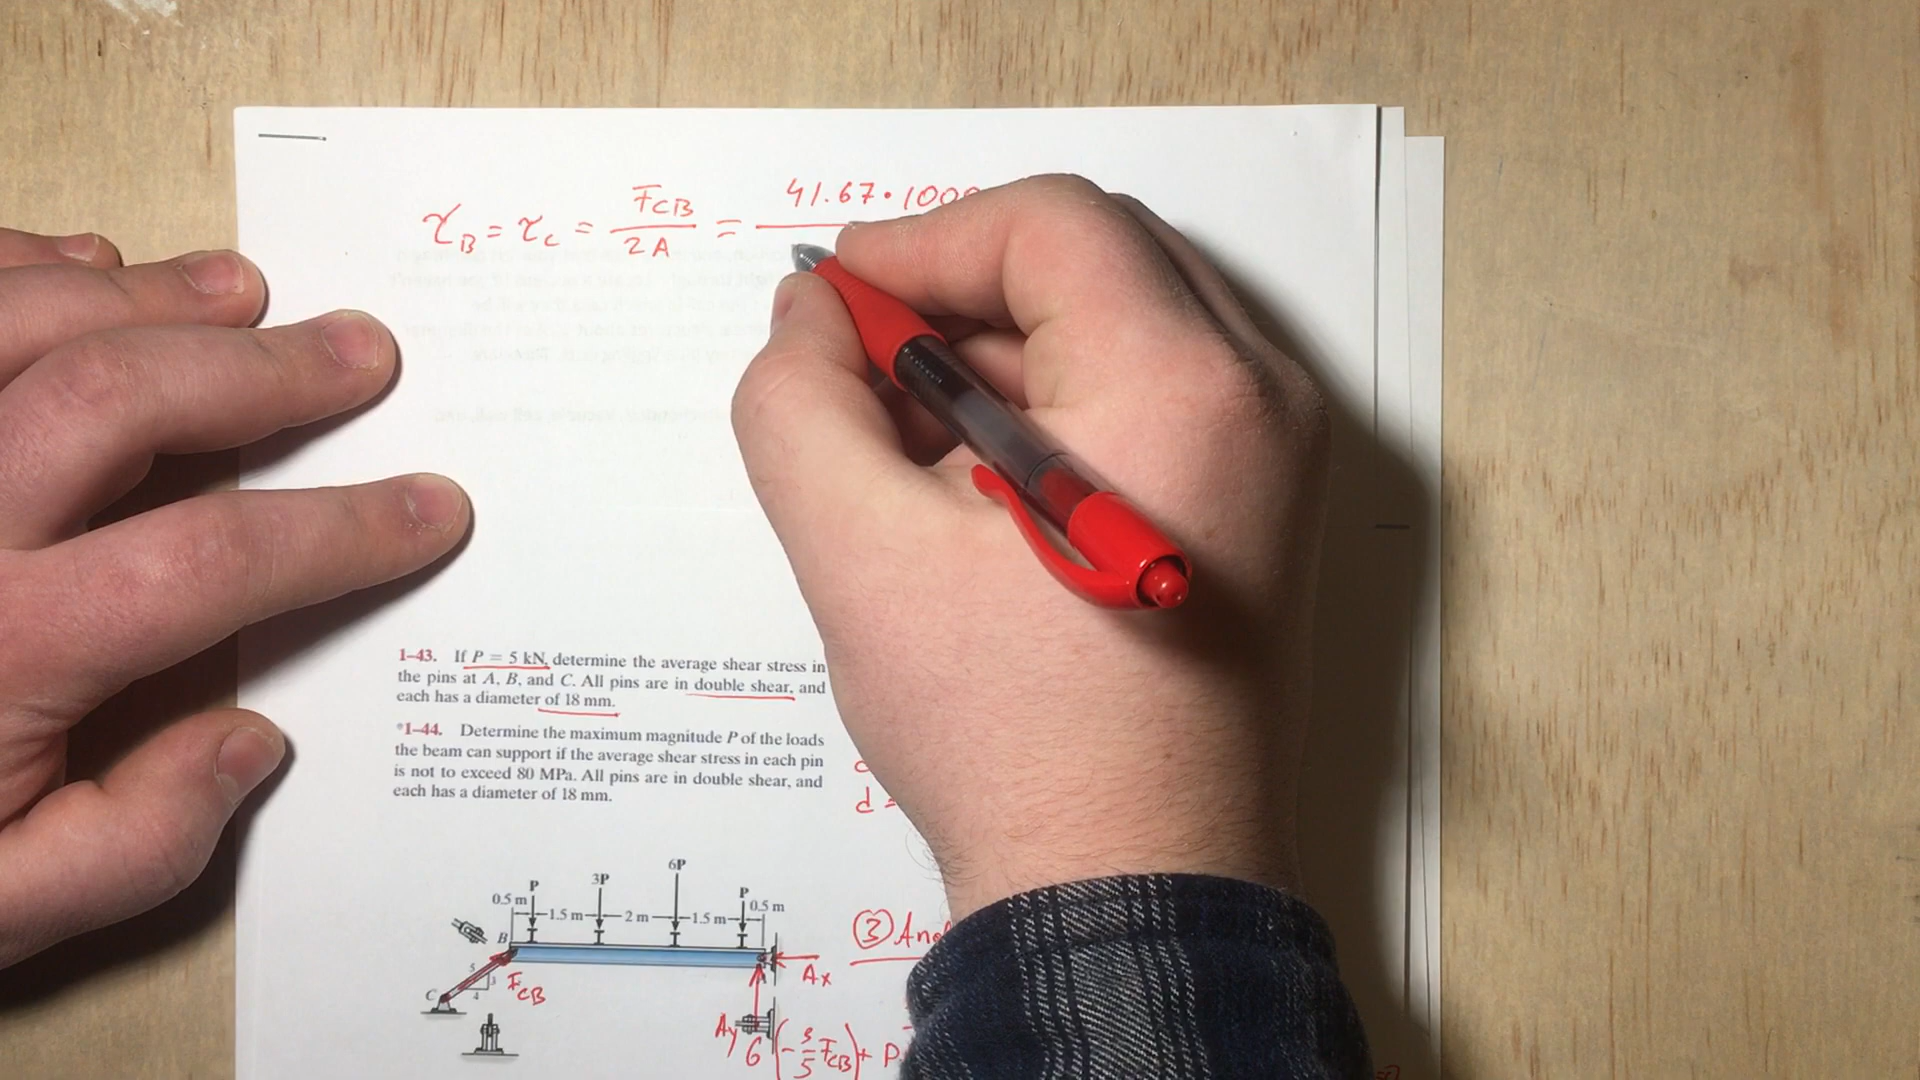 τB = τC = FCB / 2A = 41.67 · 1000
1–43. If P = 5 kN, determine the average shear stress in
the pins at A, B, and C. All pins are in double shear, and
each has a diameter of 18 mm.
*1–44. Determine the maximum magnitude P of the loads
the beam can support if the average shear stress in each pin
is not to exceed 80 MPa. All pins are in double shear, and
each has a diameter of 18 mm.
d =
6P
3P
P
P
0.5 m
0.5 m
1.5 m
2 m
1.5 m
B
③
A
5
3
4
C
FCB
Ax
Ay
6 (-3/5 FCB) + P